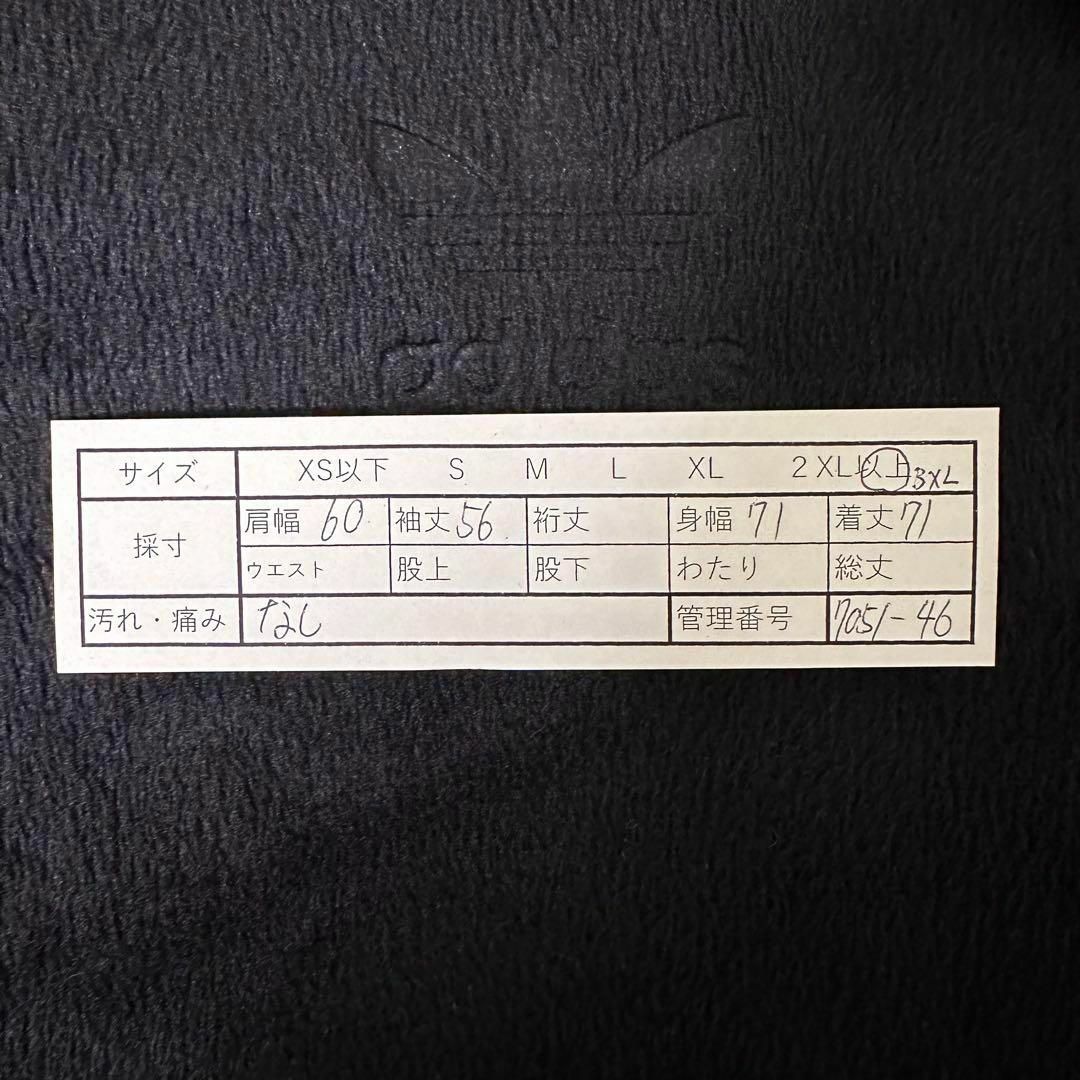 adidas
サイズ XS以下 S M L XL 2XL以上 3XL
採寸 肩幅 60 袖丈 56 裄丈 身幅 71 着丈 71
ウエスト 股上 股下 わたり 総丈
汚れ・痛み なし 管理番号 7051-46